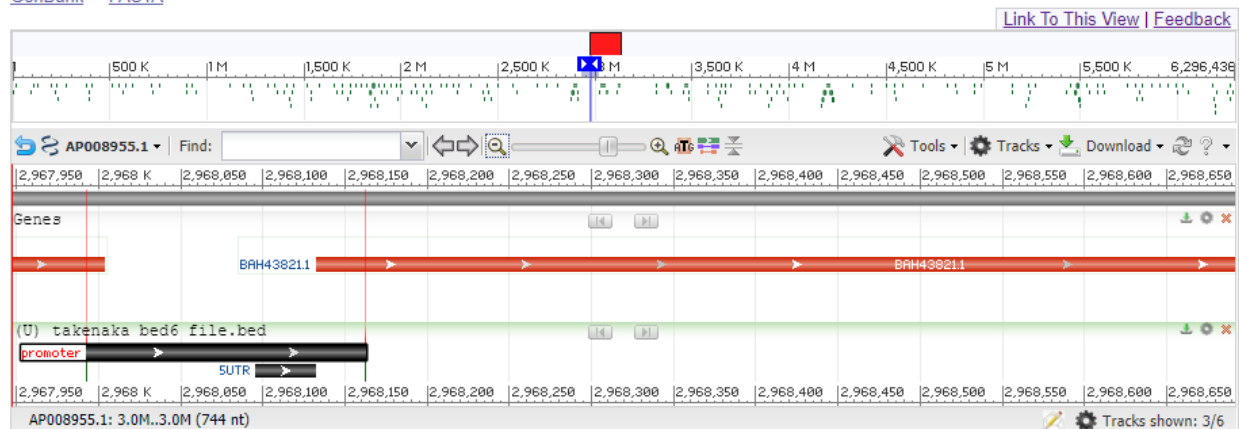 GenBank FASTA
Link To This View | Feedback
1 |500 K |1 M |1,500 K |2 M |2,500 K 3 M |3,500 K |4 M |4,500 K |5 M |5,500 K 6,296,436
AP008955.1 Find: ATG Tools Tracks Download ?
|2,967,950 |2,968 K |2,968,050 |2,968,100 |2,968,150 |2,968,200 |2,968,250 |2,968,300 |2,968,350 |2,968,400 |2,968,450 |2,968,500 |2,968,550 |2,968,600 |2,968,650
Genes
BAH43821.1 BAH43821.1
(U) takenaka bed6 file.bed
promoter
5UTR
|2,967,950 |2,968 K |2,968,050 |2,968,100 |2,968,150 |2,968,200 |2,968,250 |2,968,300 |2,968,350 |2,968,400 |2,968,450 |2,968,500 |2,968,550 |2,968,600 |2,968,650
AP008955.1: 3.0M..3.0M (744 nt) Tracks shown: 3/6